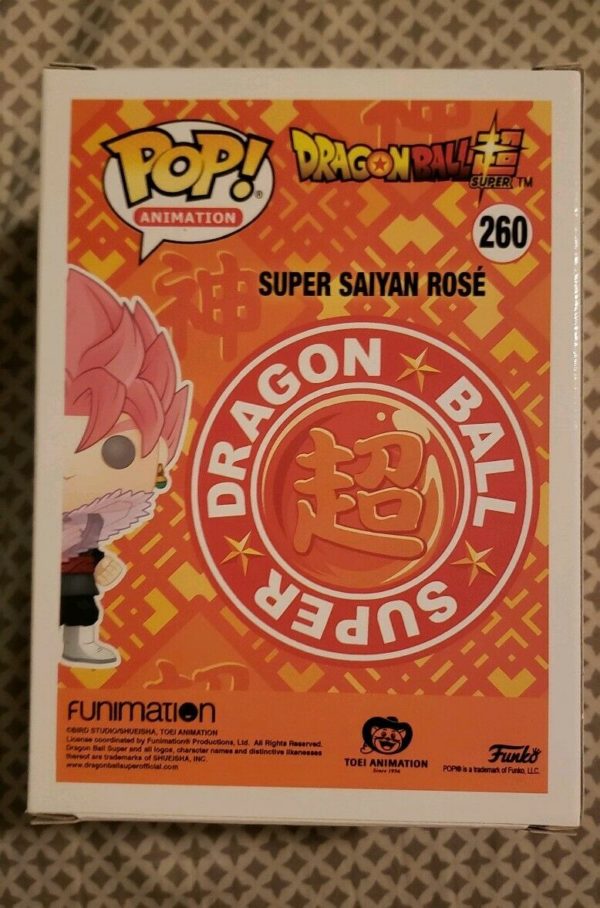 POP!®
ANIMATION
DRAGON BALL 超
SUPER TM
260
神
SUPER SAIYAN ROSÉ
DRAGON BALL SUPER
超
FUNIMATION
©BIRD STUDIO/SHUEISHA, TOEI ANIMATION
License coordinated by Funimation® Productions, Ltd. All Rights Reserved.
Dragon Ball Super and all logos, character names and distinctive likenesses
thereof are trademarks of SHUEISHA, INC.
www.dragonballsuperofficial.com
TOEI ANIMATION
Since 1956
Funko
POP!® is a trademark of Funko, LLC.